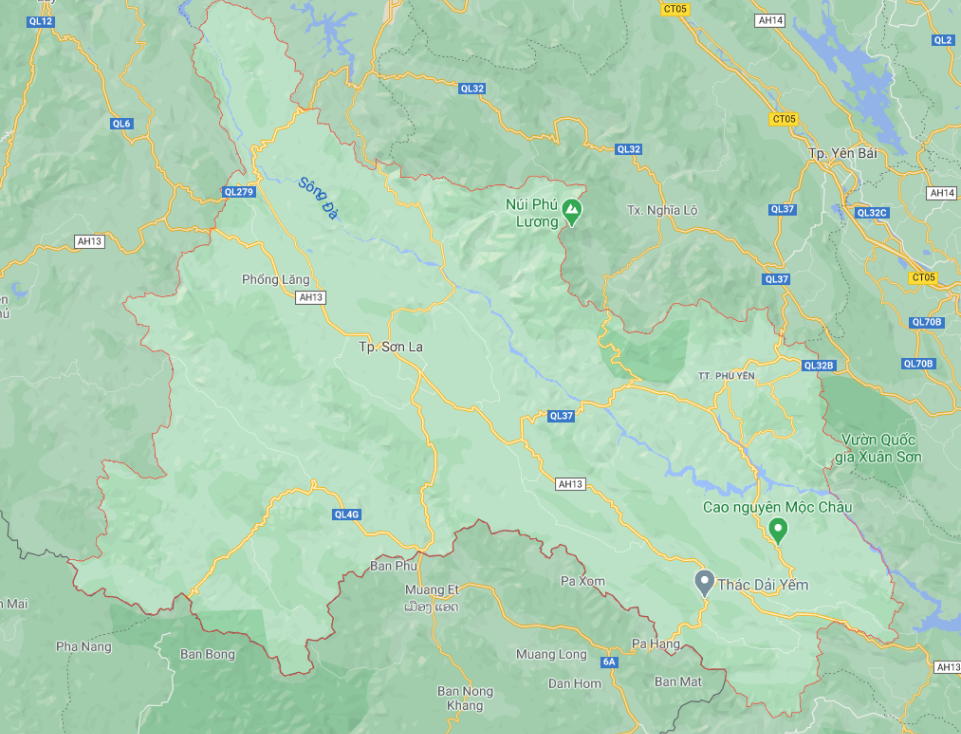 QL12
CT05
AH14
QL2
QL32
QL6
CT05
QL32
Tp. Yên Bái
Sông Đà
QL279
AH14
Núi Phú
Lương
Tx. Nghĩa Lộ
QL37
QL32C
AH13
Phổng Lăng
QL37
CT05
AH13
QL70B
Tp. Sơn La
QL32B
QL70B
TT. PHÙ YÊN
QL37
Vườn Quốc
gia Xuân Sơn
AH13
Cao nguyên Mộc Châu
QL4G
Ban Phu
Pa Xom
Thác Dải Yếm
Muang Et
n Mai
Pha Nang
Ban Bong
Pa Hang
Muang Long
6A
AH13
Dan Hom
Ban Mat
Ban Nong
Khang